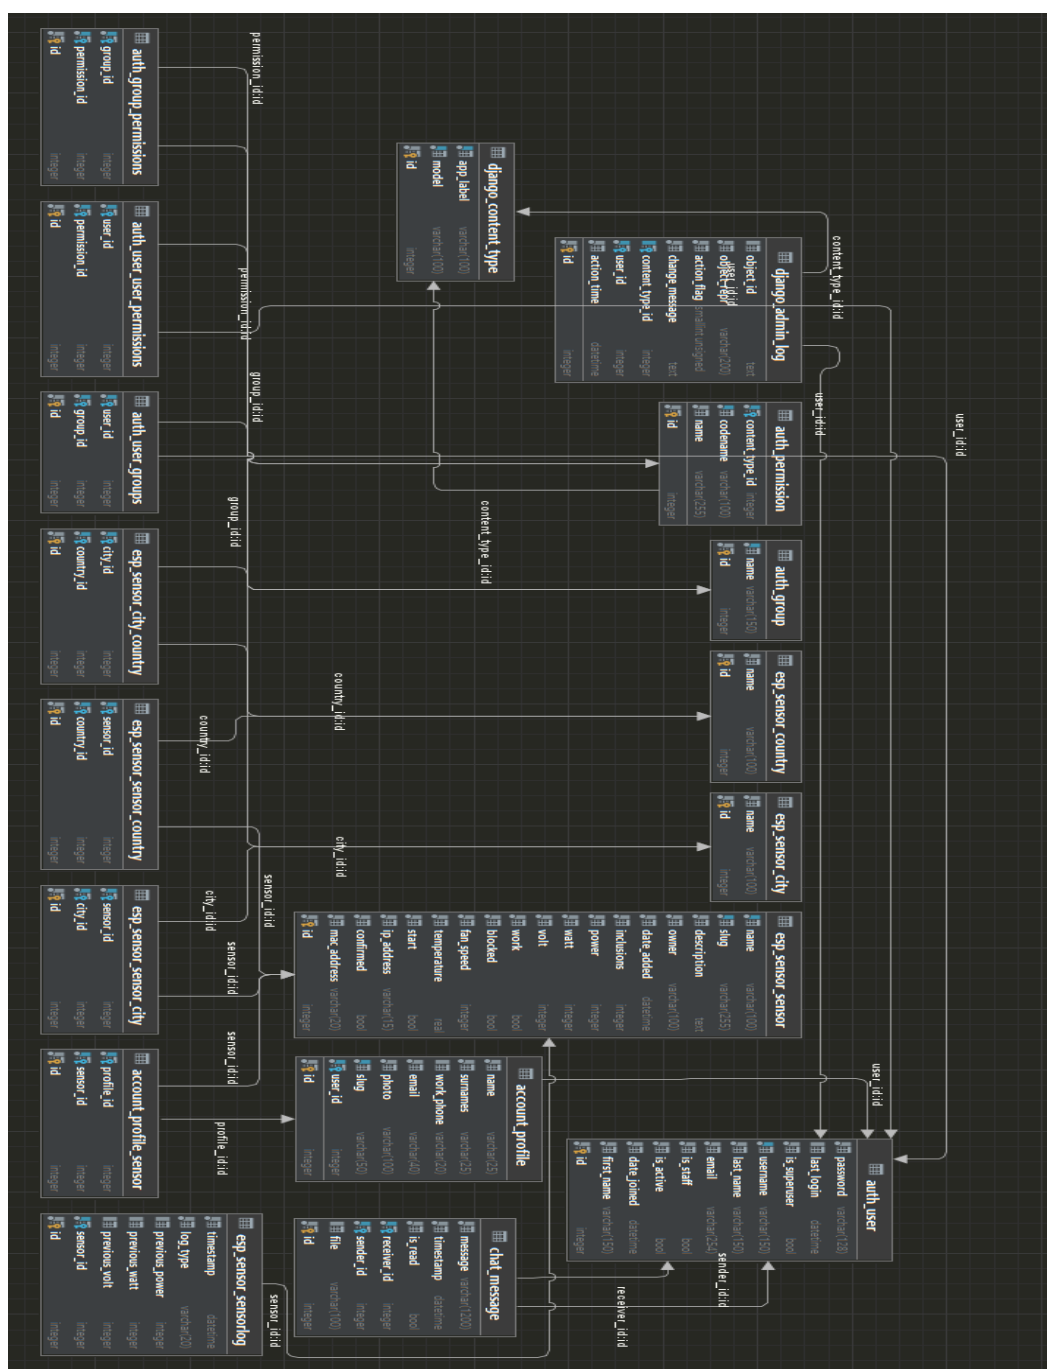 auth_group_permissions
group_id integer
permission_id integer
id integer
permission_id:id
auth_user_user_permissions
user_id integer
permission_id integer
id integer
permission_id:id
auth_user_groups
user_id integer
group_id integer
id integer
group_id:id
esp_sensor_city_country
city_id integer
country_id integer
id integer
group_id:id
esp_sensor_sensor_country
sensor_id integer
country_id integer
id integer
country_id:id
esp_sensor_sensor_city
sensor_id integer
city_id integer
id integer
city_id:id
sensor_id:id
sensor_id:id
account_profile_sensor
profile_id integer
sensor_id integer
id integer
sensor_id:id
profile_id:id
esp_sensor_sensorlog
timestamp datetime
log_type varchar(20)
previous_power integer
previous_watt integer
previous_volt integer
sensor_id integer
id integer
sensor_id:id
django_content_type
app_label varchar(100)
model varchar(100)
id integer
content_type_id:id
country_id:id
city_id:id
django_admin_log
object_id text
object_repr varchar(200)
action_flag smallint unsigned
change_message text
content_type_id integer
user_id integer
action_time datetime
id integer
user_id:id
content_type_id:id
user_id:id
user_id:id
auth_permission
content_type_id integer
codename varchar(100)
name varchar(255)
id integer
auth_group
name varchar(150)
id integer
esp_sensor_country
name varchar(100)
id integer
esp_sensor_city
name varchar(100)
id integer
esp_sensor_sensor
name varchar(100)
slug varchar(255)
description text
owner varchar(100)
date_added datetime
inclusions integer
power integer
watt integer
volt integer
work bool
blocked bool
fan_speed integer
temperature real
start bool
ip_address varchar(15)
confirmed bool
mac_address varchar(20)
id integer
account_profile
name varchar(25)
surnames varchar(25)
work_phone varchar(20)
email varchar(40)
photo varchar(100)
slug varchar(50)
user_id integer
id integer
user_id:id
chat_message
message varchar(1200)
timestamp datetime
is_read bool
receiver_id integer
sender_id integer
file varchar(100)
id integer
sender_id:id
receiver_id:id
auth_user
password varchar(128)
last_login datetime
is_superuser bool
username varchar(150)
last_name varchar(150)
email varchar(254)
is_staff bool
is_active bool
date_joined datetime
first_name varchar(150)
id integer